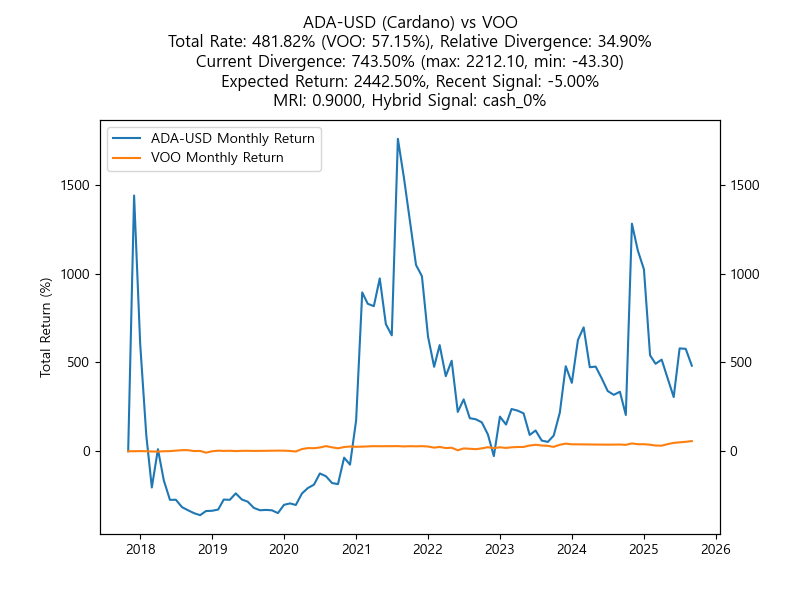 ADA-USD (Cardano) vs VOO
Total Rate: 481.82% (VOO: 57.15%), Relative Divergence: 34.90%
Current Divergence: 743.50% (max: 2212.10, min: -43.30)
Expected Return: 2442.50%, Recent Signal: -5.00%
MRI: 0.9000, Hybrid Signal: cash_0%
ADA-USD Monthly Return
VOO Monthly Return
Total Return (%)
1500
1000
500
0
1500
1000
500
0
2018 2019 2020 2021 2022 2023 2024 2025 2026